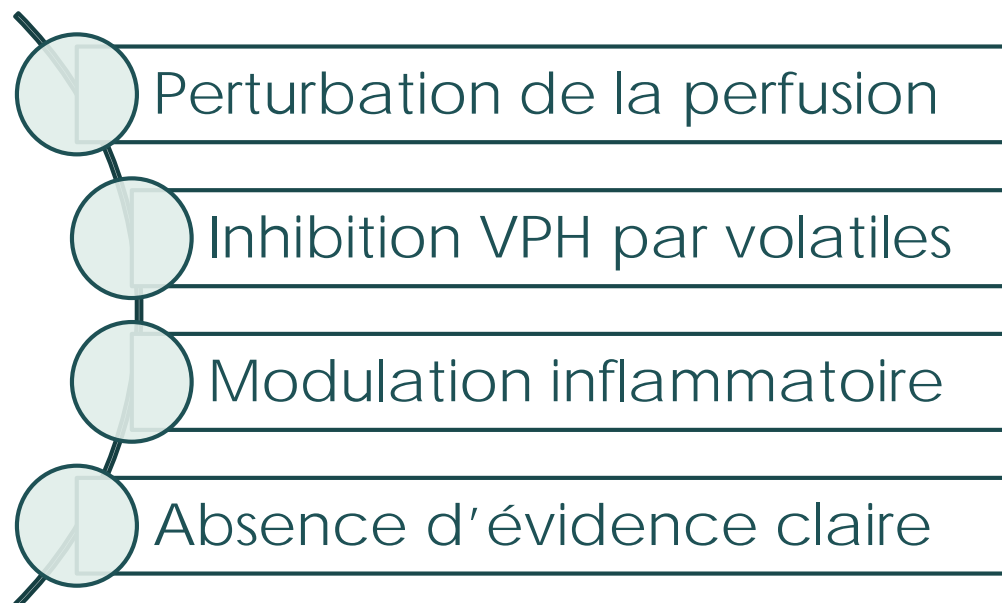 Perturbation de la perfusion
Inhibition VPH par volatiles
Modulation inflammatoire
Absence d’évidence claire